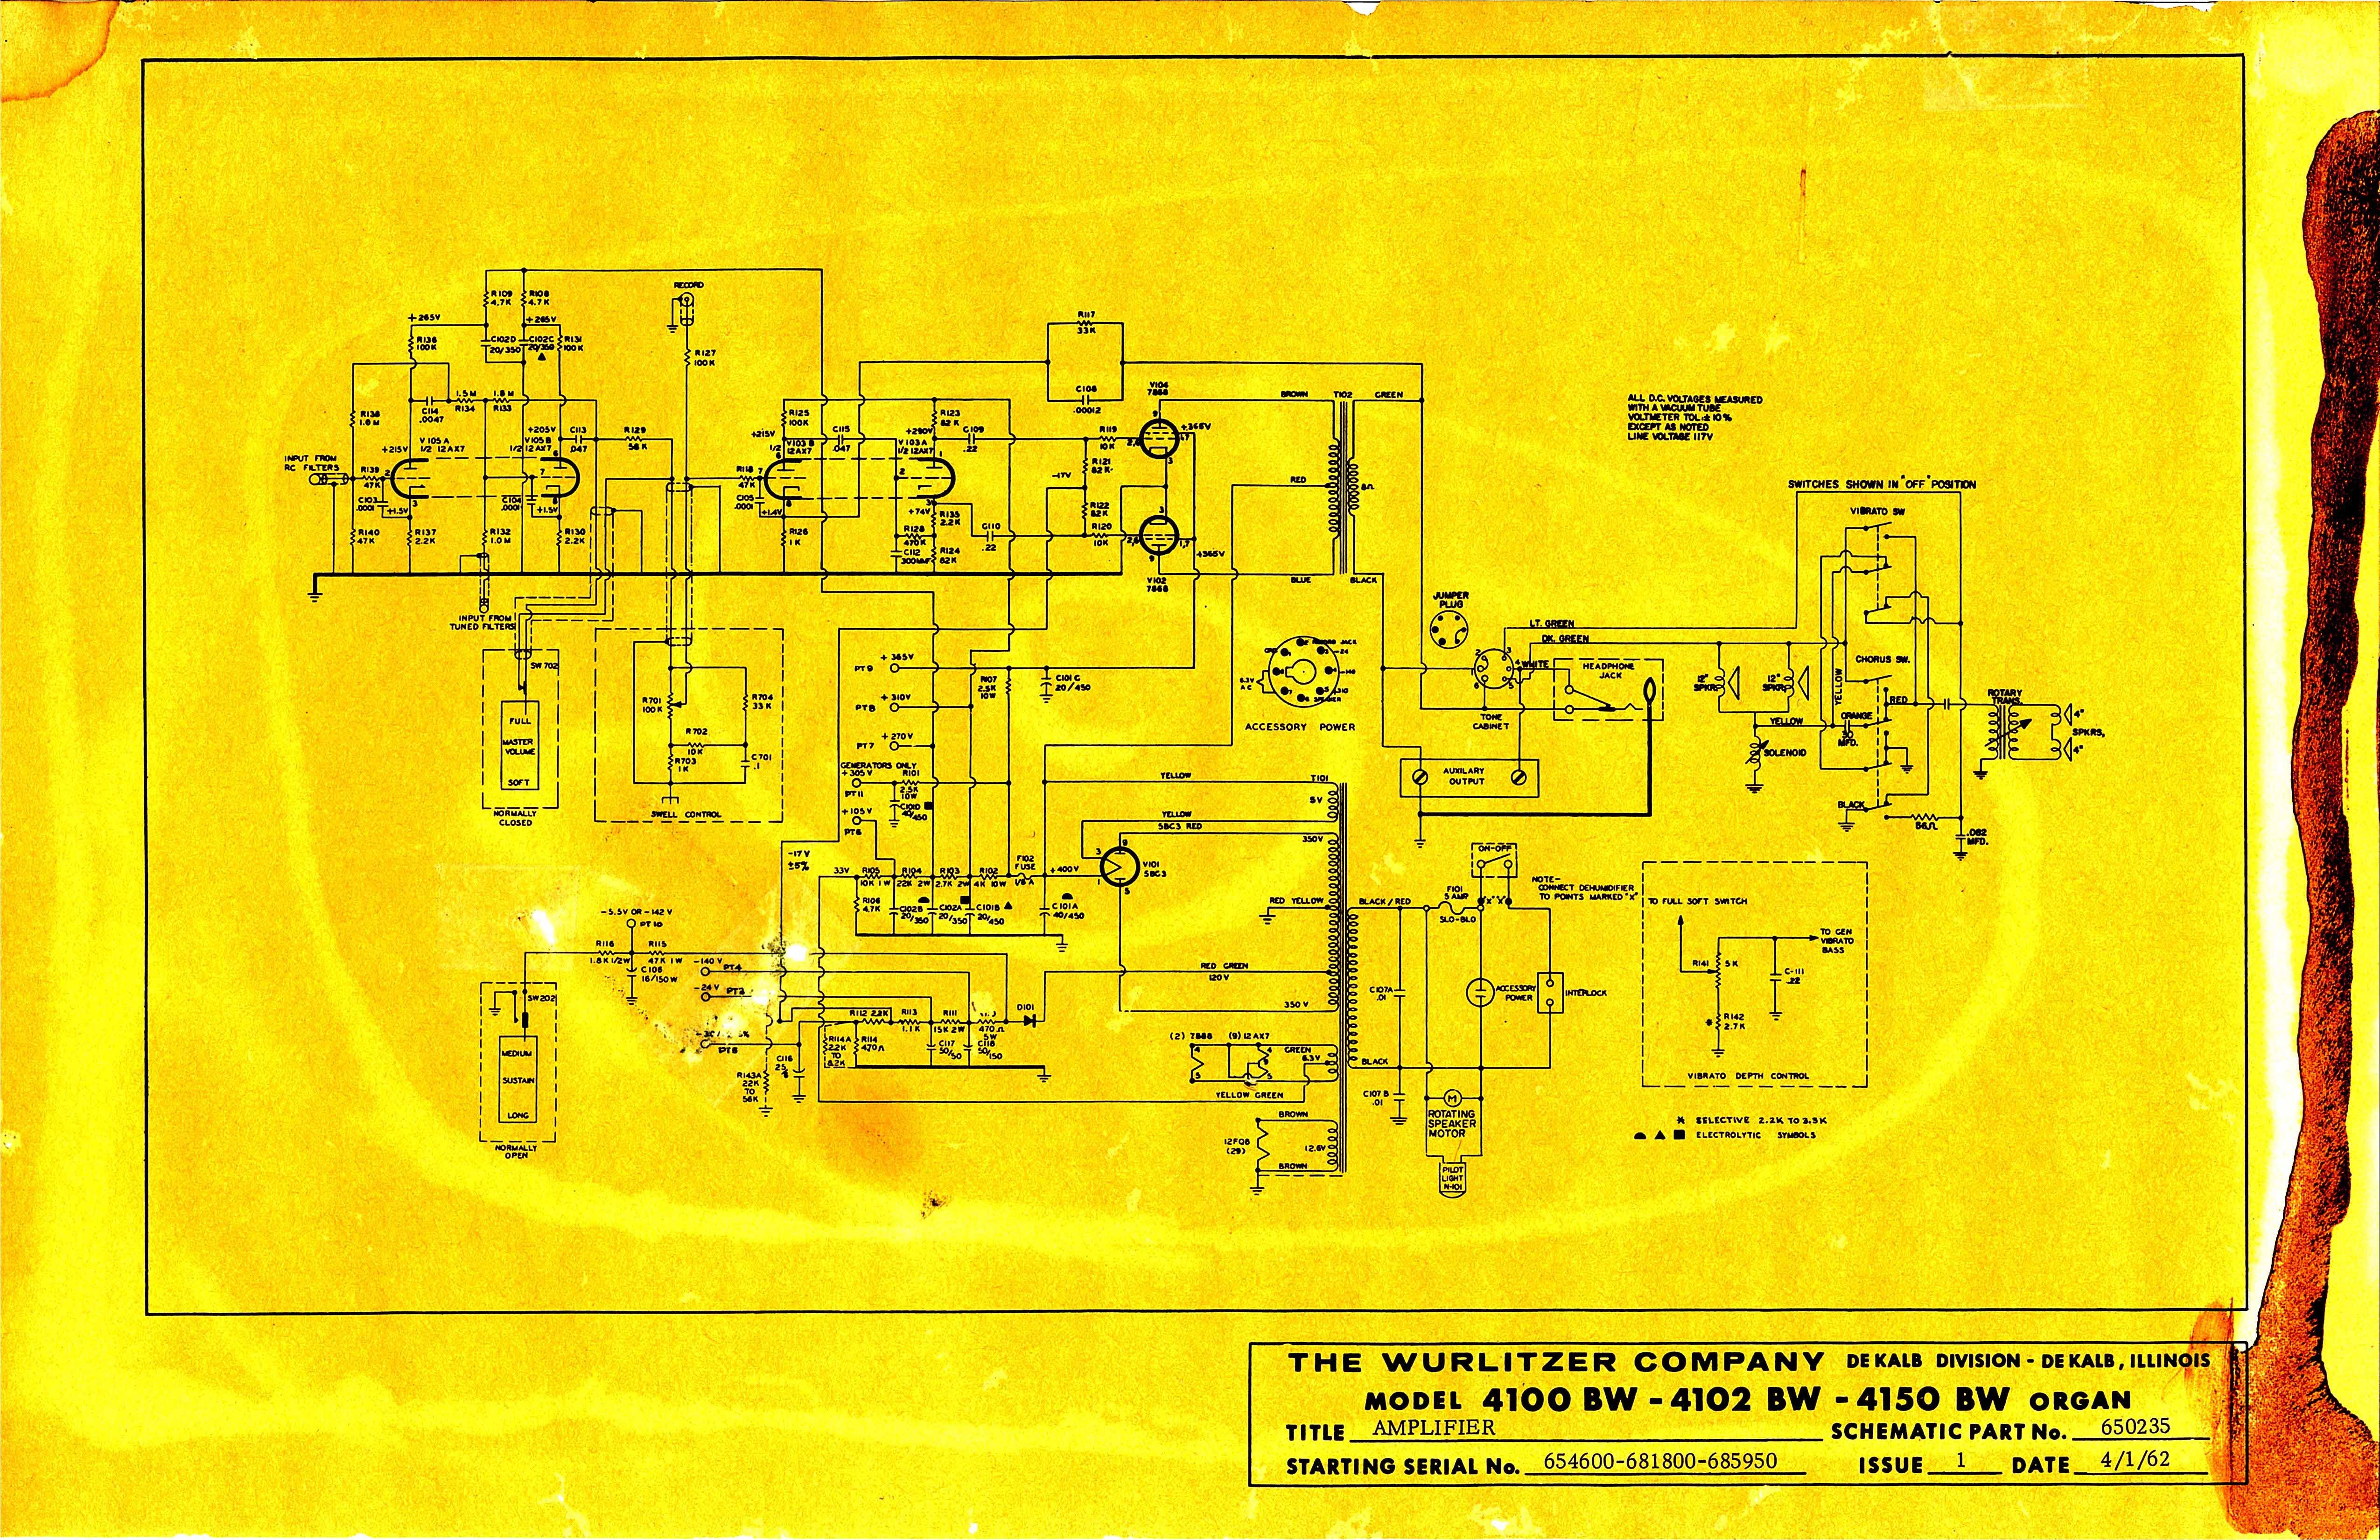 RECORD
R109
4.7K
R108
4.7K
+265V
+265V
R136
100K
C102D
20/350
C102C
20/350
R131
100K
R127
100K
R117
33K
C108
.00012
V104
7868
BROWN
T102
GREEN
ALL D.C. VOLTAGES MEASURED
WITH A VACUUM TUBE
VOLTMETER TOL.± 10%
EXCEPT AS NOTED
LINE VOLTAGE 117V
R138
1.8M
C114
.0047
1.5M
R134
1.8M
R133
+205V
C113
.047
R129
56K
R125
100K
+215V
C115
.047
R123
82K
+290V
C109
.22
R119
10K
+365V
INPUT FROM
RC FILTERS
R139
47K
+215V
V105A
1/2 12AX7
V105B
1/2 12AX7
R118
47K
V103B
1/2 12AX7
V103A
1/2 12AX7
-17V
R121
82K
RED
8Ω
C103
.0001
+1.5V
C104
.0001
+1.5V
C105
.0001
+1.4V
+74V
R135
2.2K
C110
.22
R122
82K
R120
10K
+365V
R140
47K
R137
2.2K
R132
1.0M
R130
2.2K
R126
1K
R128
470K
C112
300MMF
R124
82K
V102
7868
BLUE
BLACK
SWITCHES SHOWN IN "OFF" POSITION
VIBRATO SW
INPUT FROM
TUNED FILTERS
SW702
FULL
MASTER
VOLUME
SOFT
NORMALLY
CLOSED
R701
100K
R704
33K
R702
10K
R703
1K
C701
.1
SWELL CONTROL
PT9
+365V
PT8
+310V
PT7
+270V
R107
2.5K
10W
C101C
20/450
GENERATORS ONLY
+305V
PT11
R101
2.5K
10W
C101D
40/450
+105V
PT6
RECORD JACK
6.3V
AC
ACCESSORY POWER
JUMPER
PLUG
LT. GREEN
DK. GREEN
WHITE
TONE
CABINET
HEADPHONE
JACK
AUXILARY
OUTPUT
12"
SPKR
12"
SPKR
CHORUS SW.
YELLOW
RED
ORANGE
30
MFD.
YELLOW
SOLENOID
ROTARY
TRANS.
4"
SPKRS,
4"
BLACK
56Ω
.082
MFD.
YELLOW
T101
5V
YELLOW
5BC3 RED
350V
V101
5BC3
-17V
±5%
33V
R105
10K 1W
R104
22K 2W
R103
2.7K 2W
R102
4K 10W
F102
FUSE
1/8 A
+400V
R106
4.7K
C102B
20/350
C102A
20/350
C101B
20/450
C101A
40/450
ON-OFF
NOTE-
CONNECT DEHUMIDIFIER
TO POINTS MARKED "X"
F101
5 AMP
SLO-BLO
"X" "X"
BLACK/RED
RED YELLOW
RED GREEN
120V
350V
-5.5V OR -142V
PT10
R116
1.8K 1/2W
R115
47K 1W
C106
16/150W
-140V
PT4
-24V
R112 2.2K
R113
1.1K
R111
15K 2W
470Ω
5W
D101
R114A
2.2K
TO
8.2K
R114
470Ω
C117
50/50
C118
50/150
C116
R143A
22K
TO
56K
SW202
MEDIUM
SUSTAIN
LONG
NORMALLY
OPEN
C107A
.01
ACCESSORY
POWER
INTERLOCK
BLACK
C107B
.01
(2) 7868
(9) 12AX7
GREEN
6.3V
YELLOW GREEN
BROWN
12FQ8
(29)
12.6V
BROWN
ROTATING
SPEAKER
MOTOR
PILOT
LIGHT
N-101
TO FULL SOFT SWITCH
TO GEN
VIBRATO
BASS
R141
5K
C-111
.22
* R142
2.7K
VIBRATO DEPTH CONTROL
* SELECTIVE 2.2K TO 3.3K
ELECTROLYTIC SYMBOLS
THE WURLITZER COMPANY DE KALB DIVISION - DE KALB, ILLINOIS
MODEL 4100 BW - 4102 BW - 4150 BW ORGAN
TITLE AMPLIFIER SCHEMATIC PART No. 650235
STARTING SERIAL No. 654600-681800-685950 ISSUE 1 DATE 4/1/62